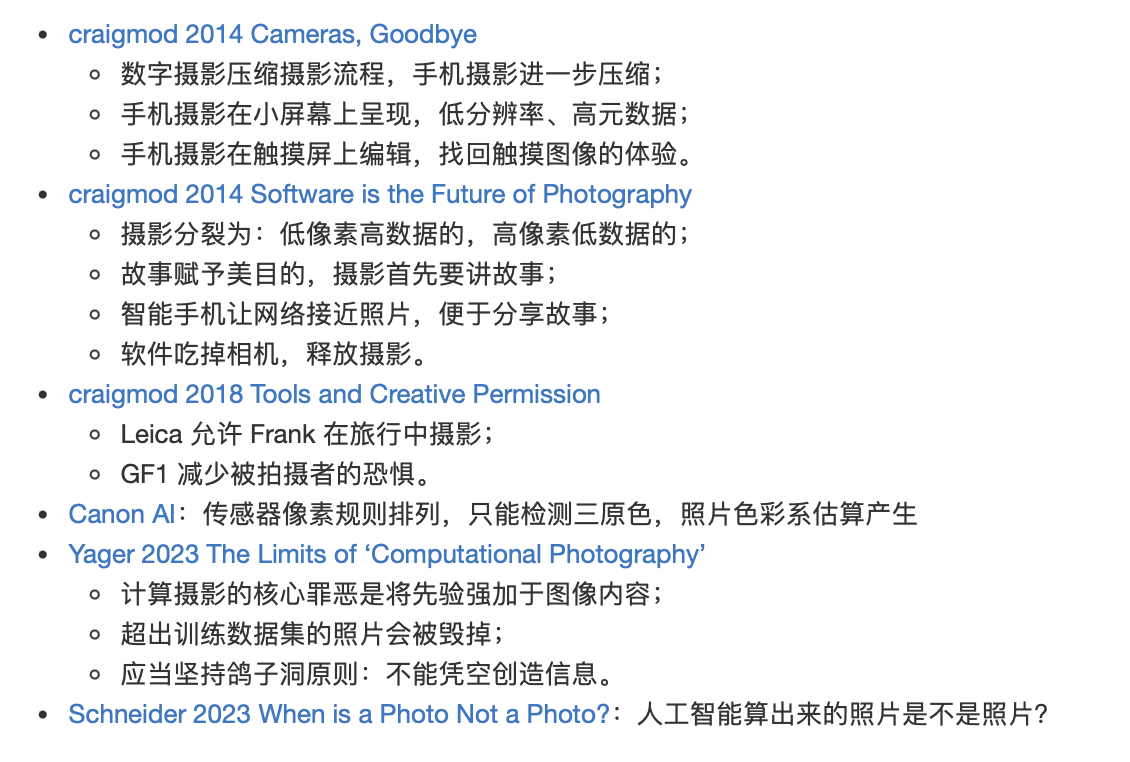 craigmod 2014 Cameras, Goodbye
数字摄影压缩摄影流程，手机摄影进一步压缩；
手机摄影在小屏幕上呈现，低分辨率、高元数据；
手机摄影在触摸屏上编辑，找回触摸图像的体验。
craigmod 2014 Software is the Future of Photography
摄影分裂为：低像素高数据的，高像素低数据的；
故事赋予美目的，摄影首先要讲故事；
智能手机让网络接近照片，便于分享故事；
软件吃掉相机，释放摄影。
craigmod 2018 Tools and Creative Permission
Leica 允许 Frank 在旅行中摄影；
GF1 减少被拍摄者的恐惧。
Canon AI：传感器像素规则排列，只能检测三原色，照片色彩系估算产生
Yager 2023 The Limits of ‘Computational Photography’
计算摄影的核心罪恶是将先验强加于图像内容；
超出训练数据集的照片会被毁掉；
应当坚持鸽子洞原则：不能凭空创造信息。
Schneider 2023 When is a Photo Not a Photo?：人工智能算出来的照片是不是照片？